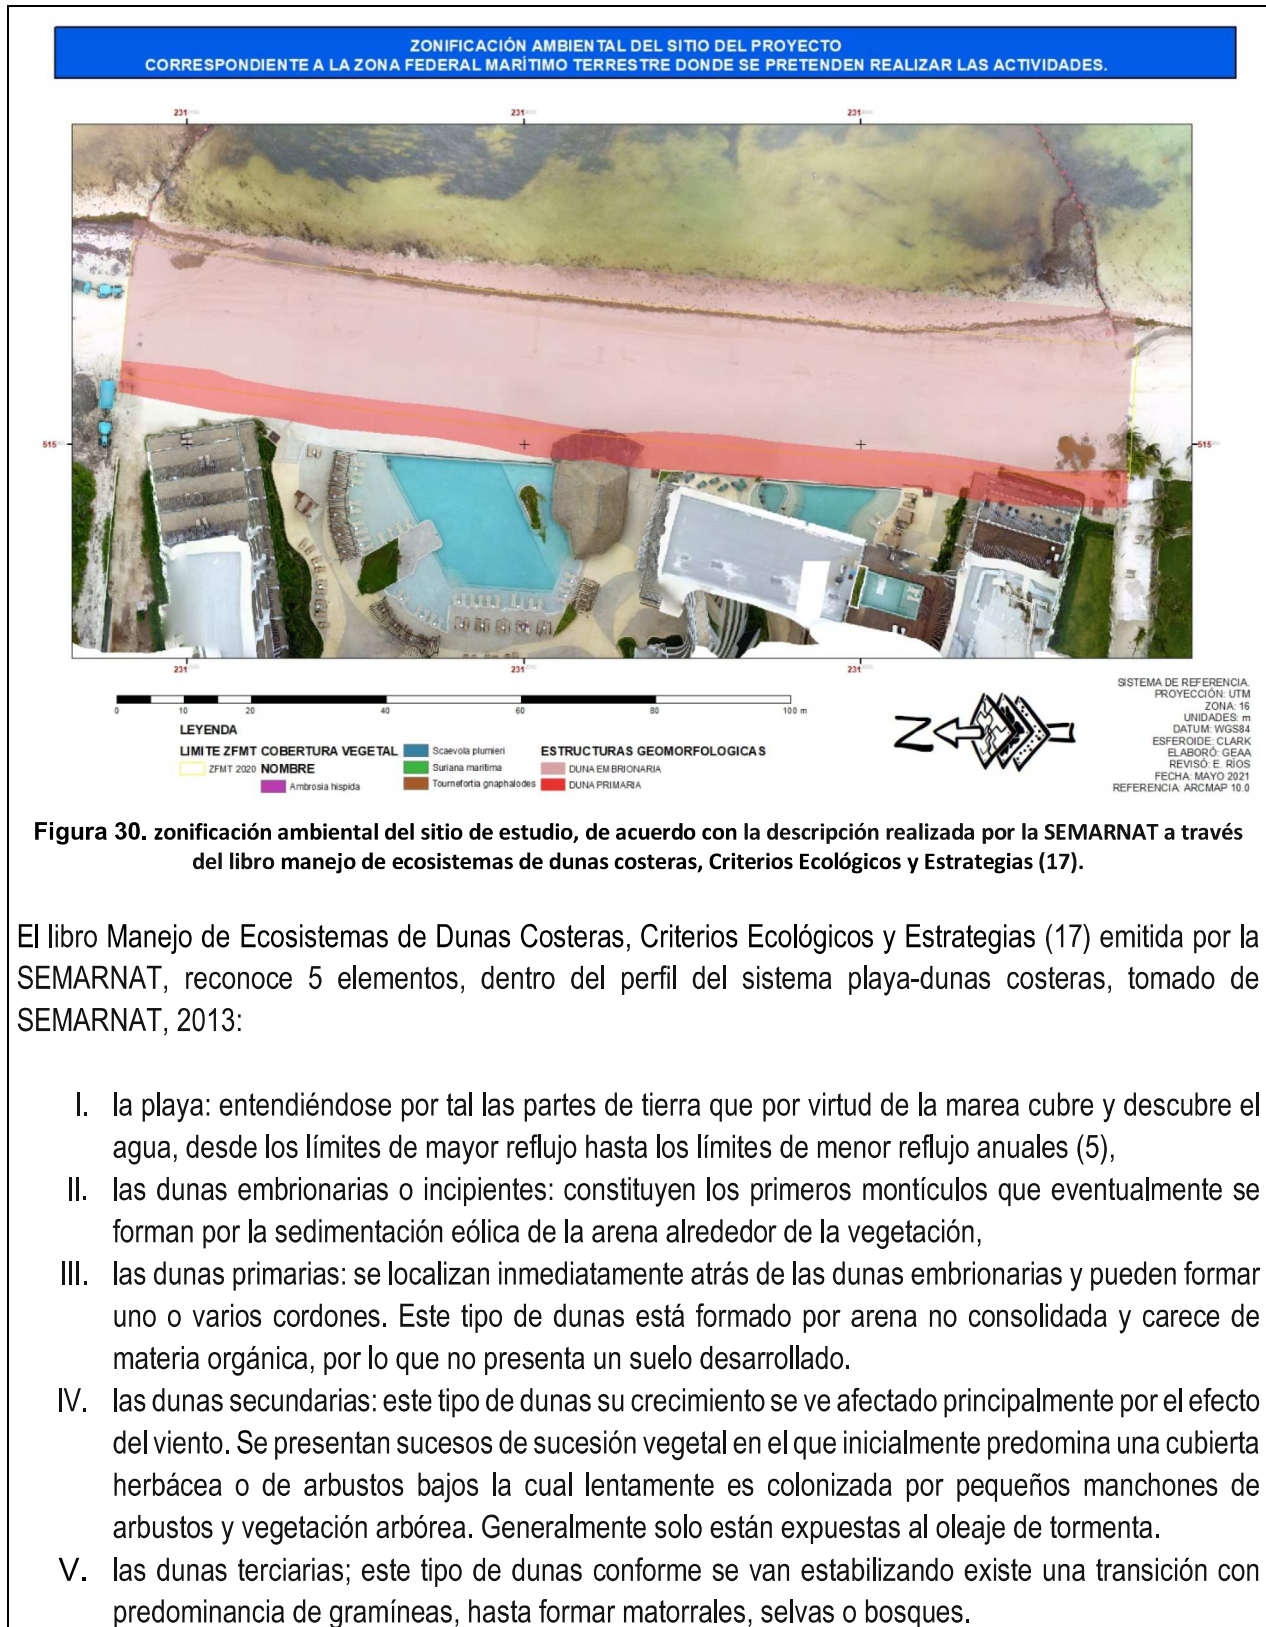 ZONIFICACIÓN AMBIENTAL DEL SITIO DEL PROYECTO
CORRESPONDIENTE A LA ZONA FEDERAL MARÍTIMO TERRESTRE DONDE SE PRETENDEN REALIZAR LAS ACTIVIDADES.
231 231 231
515 515
231 231 231
0 10 20 40 60 80 100 m
LEYENDA
LIMITE ZFMT COBERTURA VEGETAL
ZFMT 2020 NOMBRE
Ambrosia hispida
Scaevola plumieri
Suriana maritima
Tournefortia gnaphalodes
ESTRUCTURAS GEOMORFOLOGICAS
DUNA EMBRIONARIA
DUNA PRIMARIA
Z
SISTEMA DE REFERENCIA.
PROYECCIÓN: UTM
ZONA: 16
UNIDADES: m
DATUM: WGS84
ESFEROIDE: CLARK
ELABORÓ: GEAA
REVISÓ: E. RÍOS
FECHA: MAYO 2021
REFERENCIA: ARCMAP 10.0
Figura 30. zonificación ambiental del sitio de estudio, de acuerdo con la descripción realizada por la SEMARNAT a través
del libro manejo de ecosistemas de dunas costeras, Criterios Ecológicos y Estrategias (17).
El libro Manejo de Ecosistemas de Dunas Costeras, Criterios Ecológicos y Estrategias (17) emitida por la
SEMARNAT, reconoce 5 elementos, dentro del perfil del sistema playa-dunas costeras, tomado de
SEMARNAT, 2013:
I. la playa: entendiéndose por tal las partes de tierra que por virtud de la marea cubre y descubre el
agua, desde los límites de mayor reflujo hasta los límites de menor reflujo anuales (5),
II. las dunas embrionarias o incipientes: constituyen los primeros montículos que eventualmente se
forman por la sedimentación eólica de la arena alrededor de la vegetación,
III. las dunas primarias: se localizan inmediatamente atrás de las dunas embrionarias y pueden formar
uno o varios cordones. Este tipo de dunas está formado por arena no consolidada y carece de
materia orgánica, por lo que no presenta un suelo desarrollado.
IV. las dunas secundarias: este tipo de dunas su crecimiento se ve afectado principalmente por el efecto
del viento. Se presentan sucesos de sucesión vegetal en el que inicialmente predomina una cubierta
herbácea o de arbustos bajos la cual lentamente es colonizada por pequeños manchones de
arbustos y vegetación arbórea. Generalmente solo están expuestas al oleaje de tormenta.
V. las dunas terciarias; este tipo de dunas conforme se van estabilizando existe una transición con
predominancia de gramíneas, hasta formar matorrales, selvas o bosques.